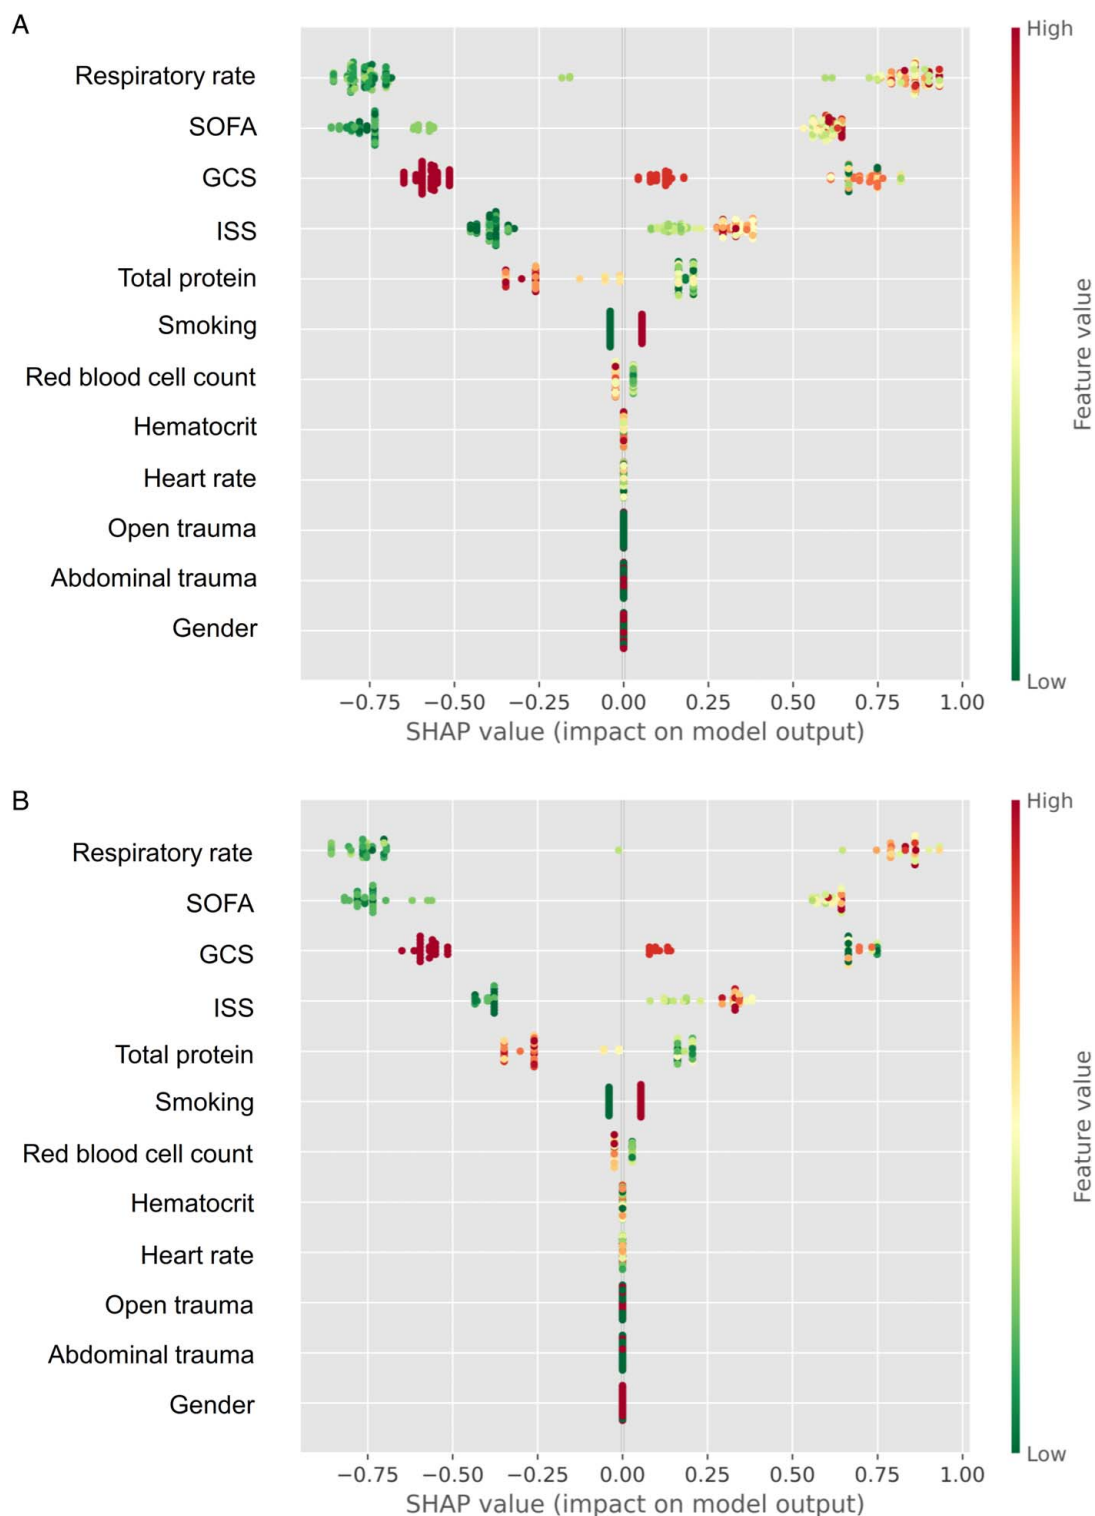 A
High
Respiratory rate
SOFA
GCS
ISS
Total protein
Smoking
Red blood cell count
Hematocrit
Heart rate
Open trauma
Abdominal trauma
Gender
Feature value
Low
−0.75 −0.50 −0.25 0.00 0.25 0.50 0.75 1.00
SHAP value (impact on model output)
B
High
Respiratory rate
SOFA
GCS
ISS
Total protein
Smoking
Red blood cell count
Hematocrit
Heart rate
Open trauma
Abdominal trauma
Gender
Feature value
Low
−0.75 −0.50 −0.25 0.00 0.25 0.50 0.75 1.00
SHAP value (impact on model output)